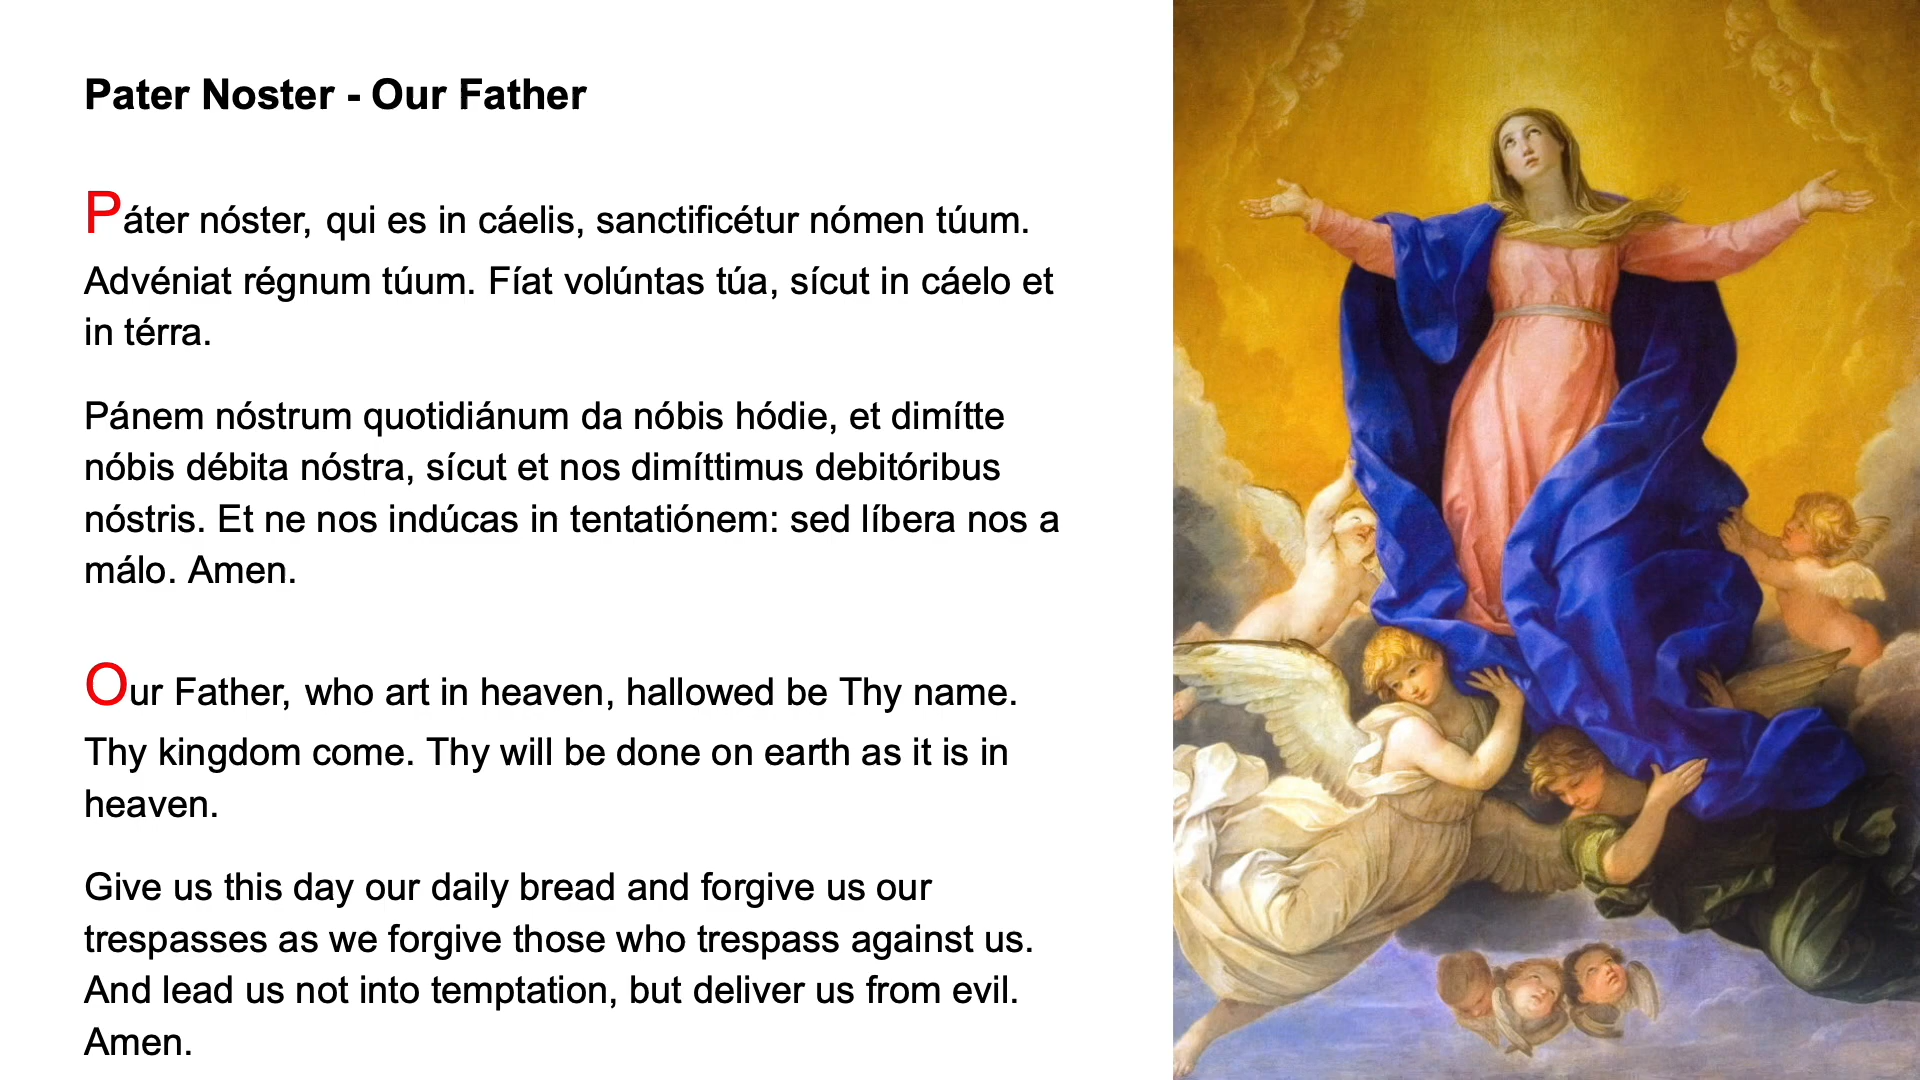 Pater Noster - Our Father
Páter nóster, qui es in cáelis, sanctificétur nómen túum.
Advéniat régnum túum. Fíat volúntas túa, sícut in cáelo et
in térra.
Pánem nóstrum quotidiánum da nóbis hódie, et dimítte
nóbis débita nóstra, sícut et nos dimíttimus debitóribus
nóstris. Et ne nos indúcas in tentatiónem: sed líbera nos a
málo. Amen.
Our Father, who art in heaven, hallowed be Thy name.
Thy kingdom come. Thy will be done on earth as it is in
heaven.
Give us this day our daily bread and forgive us our
trespasses as we forgive those who trespass against us.
And lead us not into temptation, but deliver us from evil.
Amen.